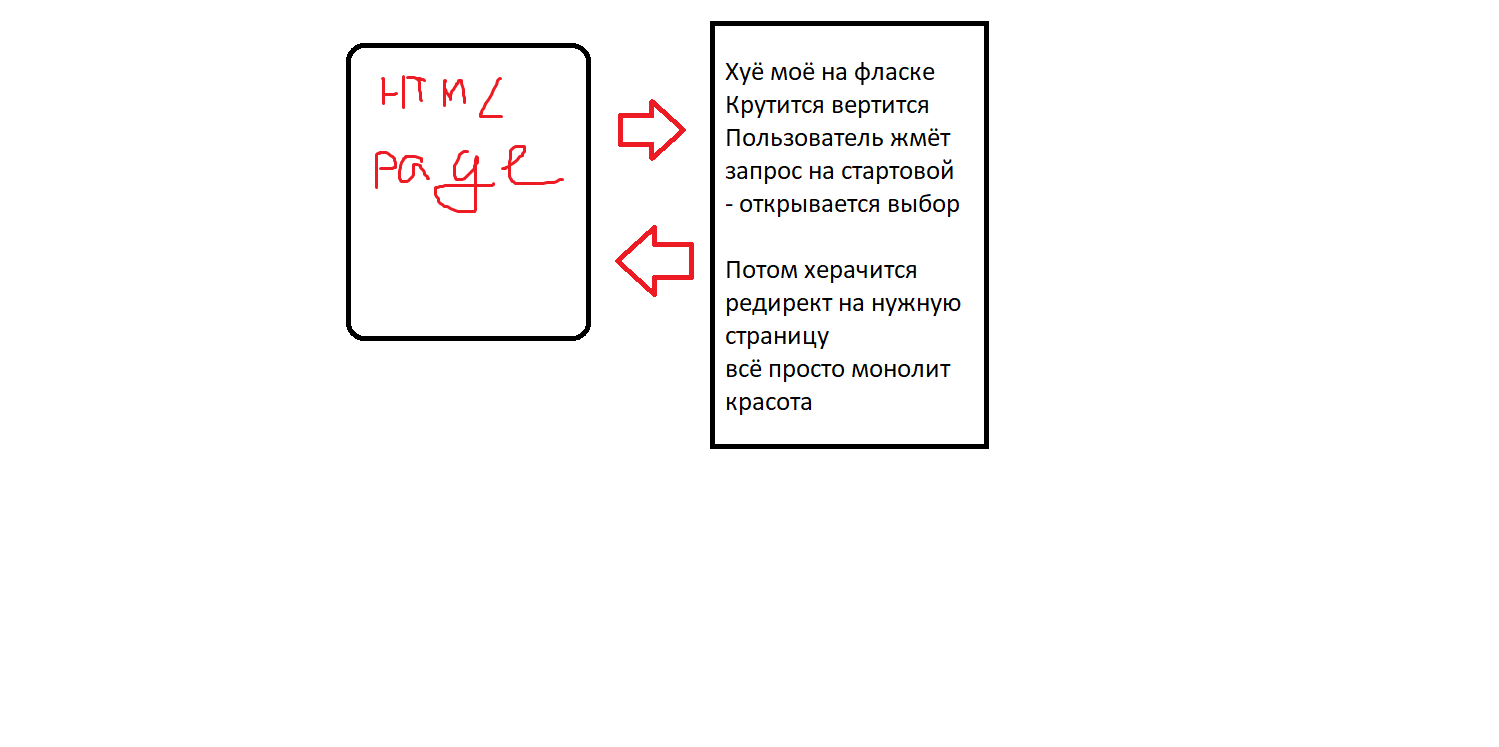 HTML
page
Хуё моё на фласке
Крутится вертится
Пользователь жмёт
запрос на стартовой
- открывается выбор
Потом херачится
редирект на нужную
страницу
всё просто монолит
красота